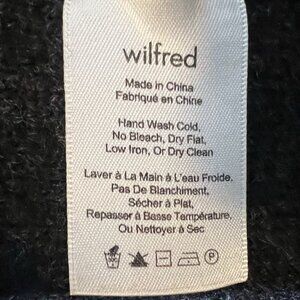 wilfred
Made in China
Fabriqué en Chine
Hand Wash Cold,
No Bleach, Dry Flat,
Low Iron, Or Dry Clean
Laver à La Main à L'eau Froide,
Pas De Blanchiment,
Sécher à Plat,
Repasser à Basse Température,
Ou Nettoyer à Sec
P